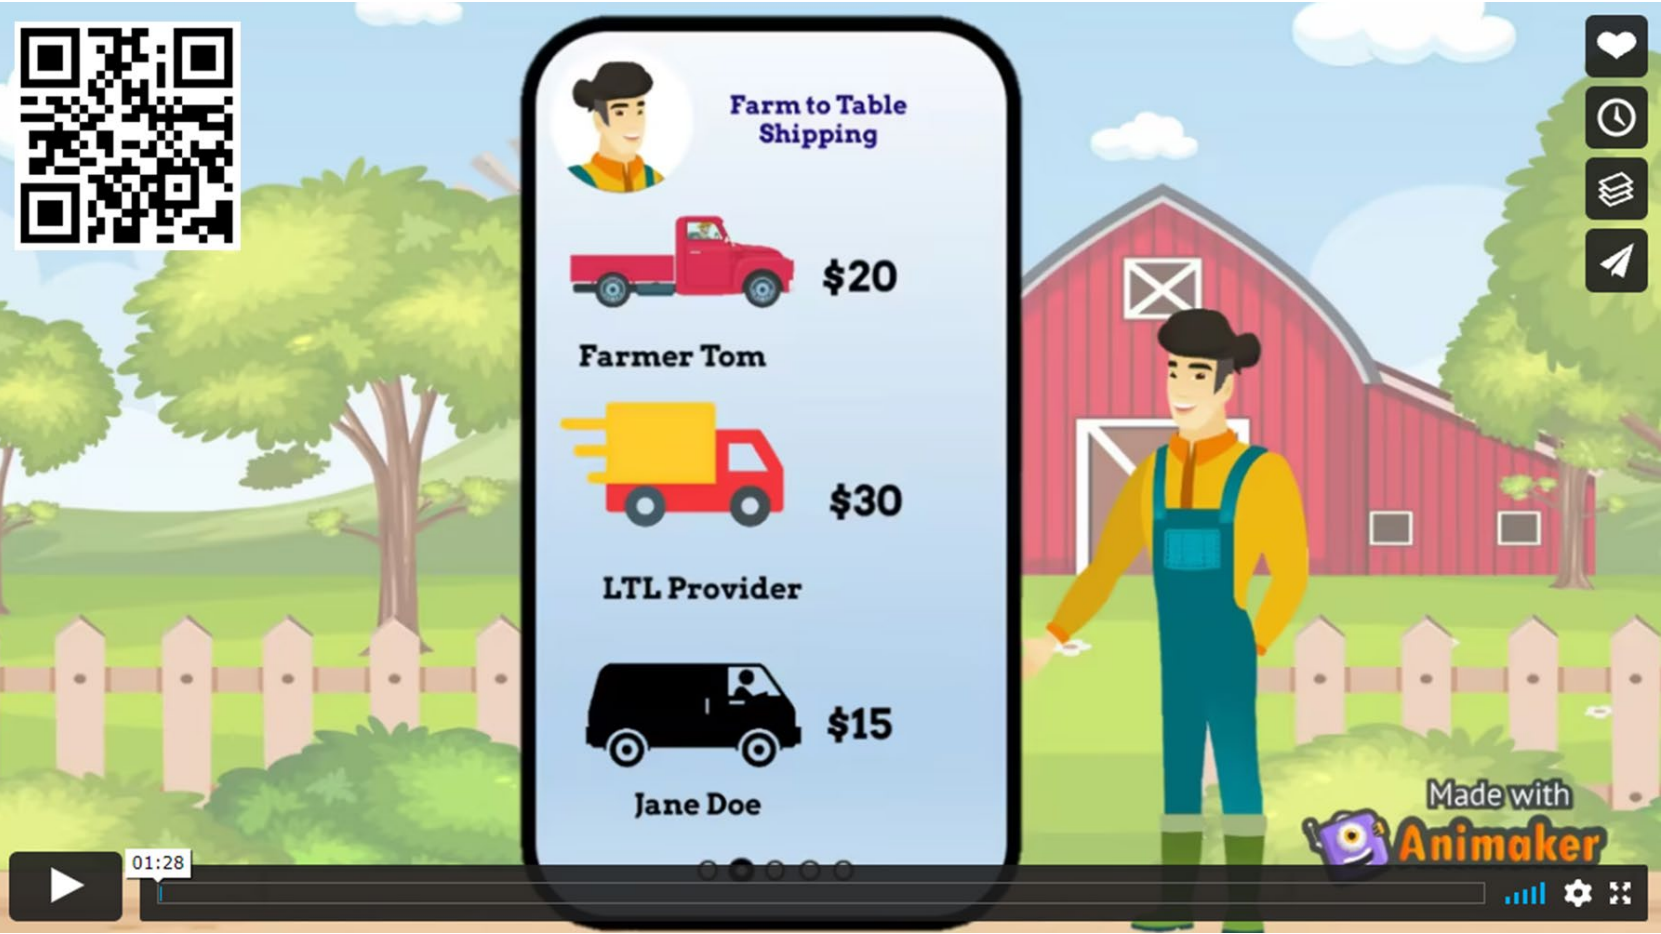 Farm to Table
Shipping
$20
Farmer Tom
$30
LTL Provider
$15
Jane Doe
Made with
Animaker
01:28